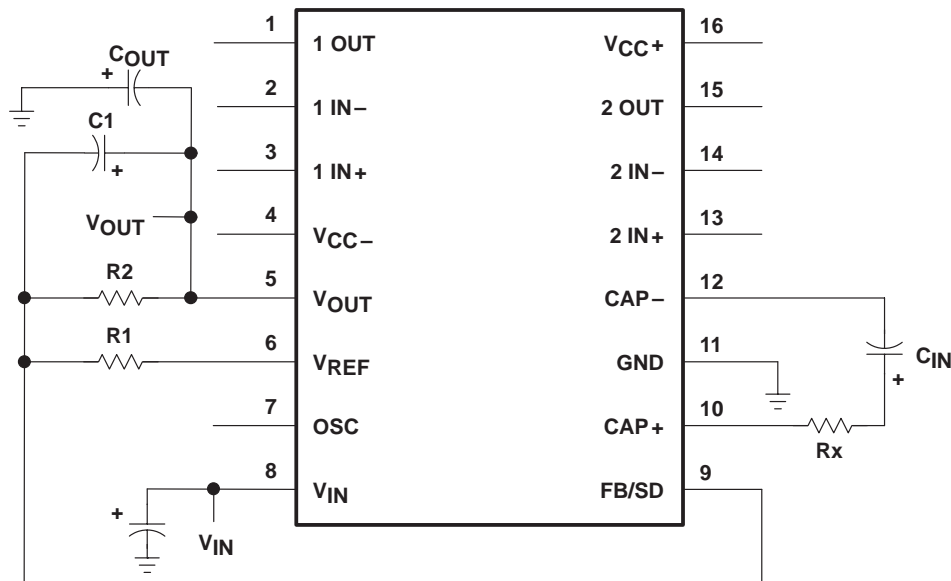 1
1 OUT
VCC+
16
COUT
+
2
1 IN−
2 OUT
15
C1
+
3
1 IN+
2 IN−
14
VOUT
4
VCC−
2 IN+
13
R2
5
VOUT
CAP−
12
R1
6
VREF
GND
11
CIN
+
7
OSC
CAP+
10
Rx
8
VIN
FB/SD
9
+
VIN